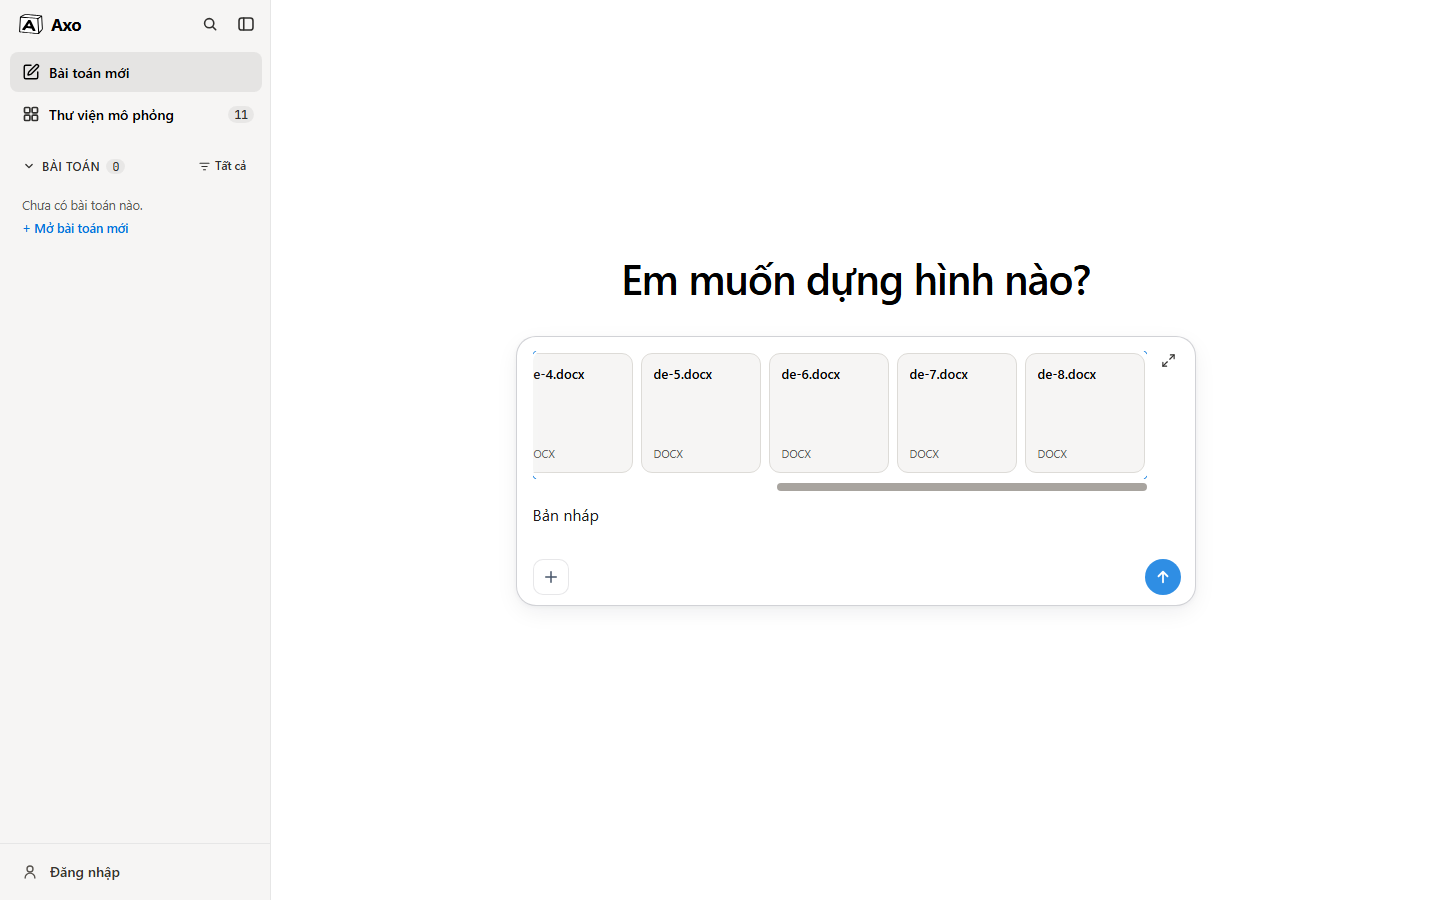 Axo
Bài toán mới
Thư viện mô phỏng 11
BÀI TOÁN 0 Tất cả
Chưa có bài toán nào.
+ Mở bài toán mới
Em muốn dựng hình nào?
e-4.docx de-5.docx de-6.docx de-7.docx de-8.docx
OCX DOCX DOCX DOCX DOCX
Bản nháp
Đăng nhập